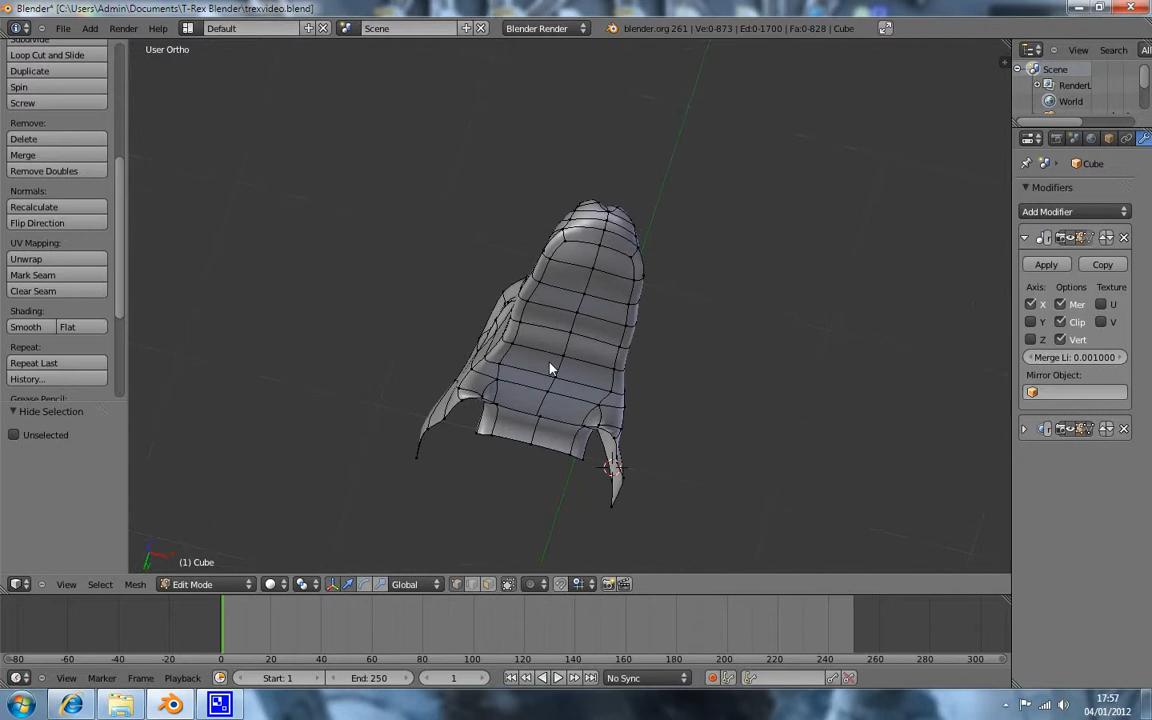 Blender* [C:\Users\Admin\Documents\T-Rex Blender\trexvideo.blend]
File Add Render Help Default Scene Blender Render blender.org 261 | Ve:0-873 | Ed:0-1700 | Fa:0-828 | Cube
User Ortho
View Search All
Loop Cut and Slide
Duplicate
Spin
Screw
Remove:
Delete
Merge
Remove Doubles
Normals:
Recalculate
Flip Direction
UV Mapping:
Unwrap
Mark Seam
Clear Seam
Shading:
Smooth Flat
Repeat:
Repeat Last
History...
Hide Selection
Unselected
Scene
RenderL
World
Cube
Modifiers
Add Modifier
Apply Copy
Axis: Options Texture
X Mer U
Y Clip V
Z Vert
Merge Li: 0.001000
Mirror Object:
(1) Cube
View Select Mesh Edit Mode Global
-80 -60 -40 -20 0 20 40 60 80 100 120 140 160 180 200 220 240 260 280 300
View Marker Frame Playback Start: 1 End: 250 1 No Sync
17:57
04/01/2012